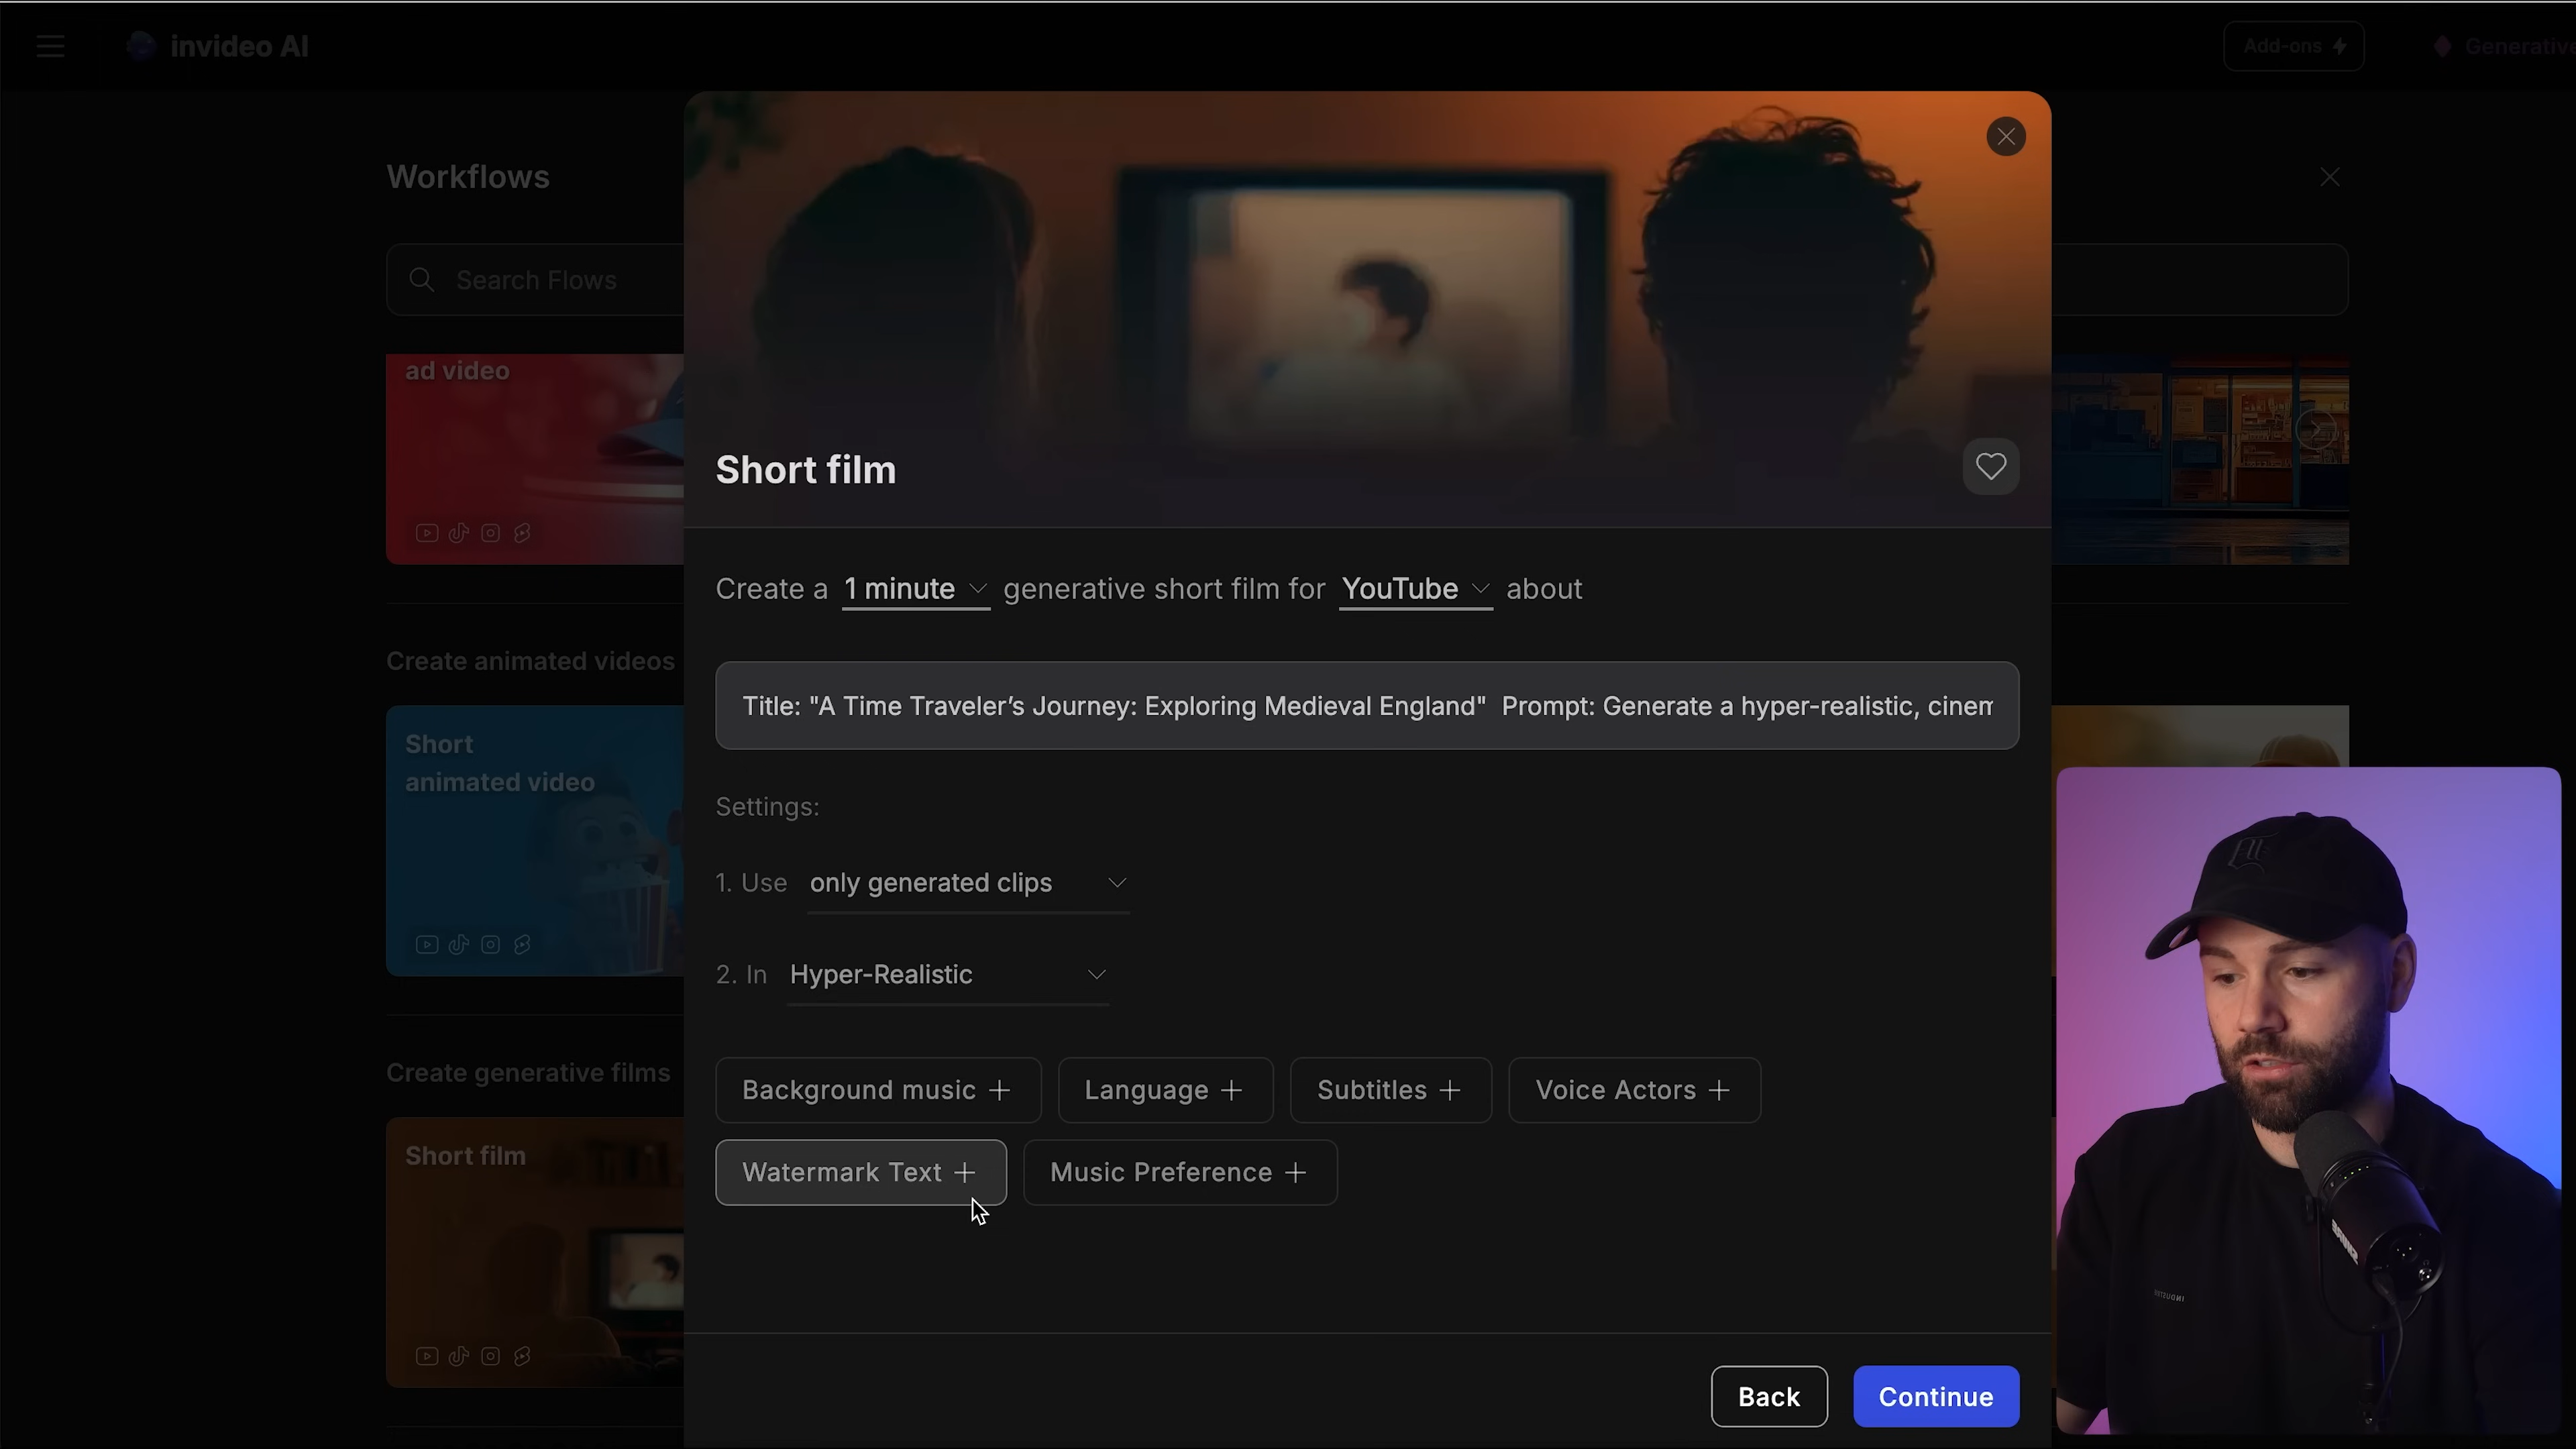 invideo AI
Add-ons
Generative
Workflows
Search Flows
ad video
Short film
Create a 1 minute generative short film for YouTube about
Title: "A Time Traveler’s Journey: Exploring Medieval England" Prompt: Generate a hyper-realistic, cinem
Settings:
1. Use only generated clips
2. In Hyper-Realistic
Background music + Language + Subtitles + Voice Actors +
Watermark Text + Music Preference +
Back Continue
Create animated videos
Short
animated video
Create generative films
Short film